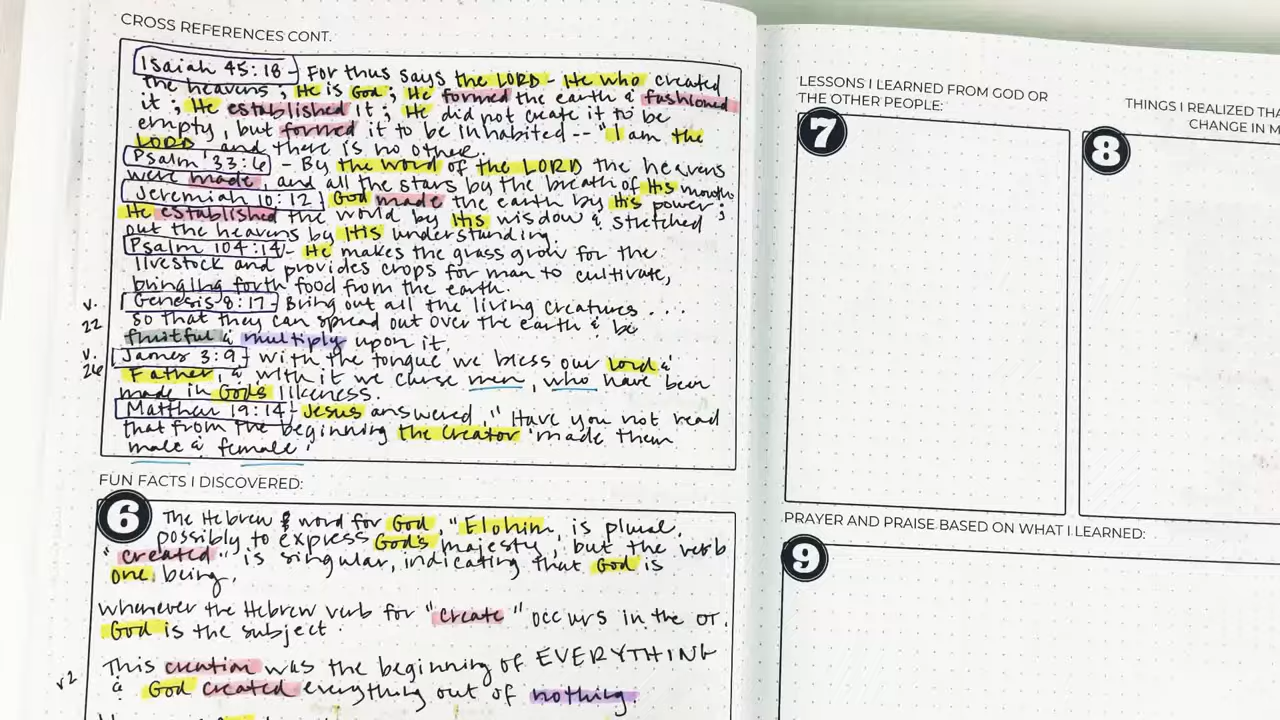 CROSS REFERENCES CONT.
Isaiah 45:18 - For thus says the LORD - He who created
the heavens; He is God; He formed the earth & fashioned
it; He established it; He did not create it to be
empty, but formed it to be inhabited -- "I am the
LORD and there is no other.
Psalm 33:6 - By the word of the LORD the heavens
were made, and all the stars by the breath of His mouth.
Jeremiah 10:12 God made the earth by His power;
He established the world by His wisdom & stretched
out the heavens by His understanding.
Psalm 104:14 - He makes the grass grow for the
livestock and provides crops for man to cultivate,
bringing forth food from the earth.
v. 22
Genesis 8:17 - Bring out all the living creatures ....
so that they can spread out over the earth & be
fruitful & multiply upon it.
v. 26
James 3:9 - with the tongue we bless our Lord &
Father, & with it we curse men, who have been
made in Gods likeness.
Matthew 19:14 - Jesus answered, "Have you not read
that from the beginning the Creator 'made them
male & female'
FUN FACTS I DISCOVERED:
6
The Hebrew word for God, "Elohim, is plural,
possibly to express Gods majesty, but the verb
"created" is singular, indicating that God is
one being.
whenever the Hebrew verb for "create" occurs in the OT.
God is the subject.
This creation was the beginning of EVERYTHING
v2
& God created everything out of nothing.
LESSONS I LEARNED FROM GOD OR
THE OTHER PEOPLE:
7
THINGS I REALIZED THA
CHANGE IN M
8
PRAYER AND PRAISE BASED ON WHAT I LEARNED:
9